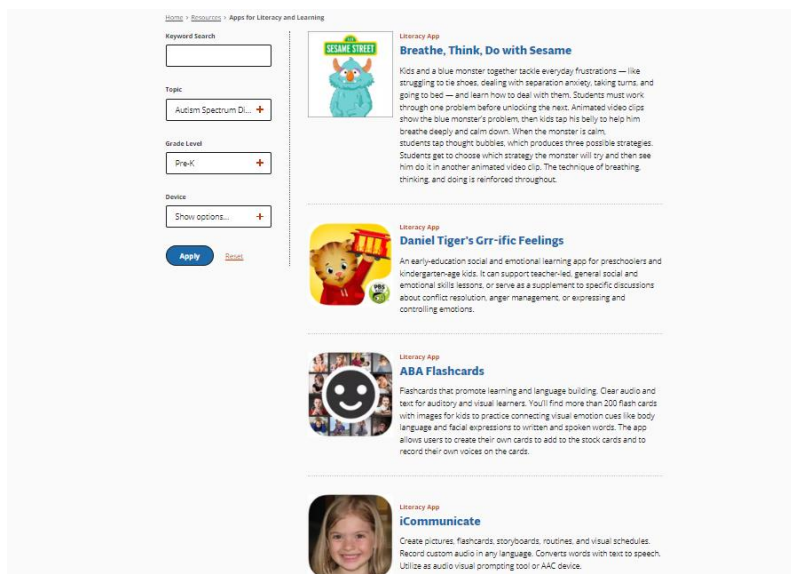 Home > Resources > Apps for Literacy and Learning
Keyword Search
Topic
Autism Spectrum Di... +
Grade Level
Pre-K +
Device
Show options... +
Apply Reset
SESAME STREET
Literacy App
Breathe, Think, Do with Sesame
Kids and a blue monster together tackle everyday frustrations — like
struggling to tie shoes, dealing with separation anxiety, taking turns, and
going to bed — and learn how to deal with them. Students must work
through one problem before unlocking the next. Animated video clips
show the blue monster's problem, then kids tap his belly to help him
breathe deeply and calm down. When the monster is calm,
students tap thought bubbles, which produces three possible strategies.
Students get to choose which strategy the monster will try and then see
him do it in another animated video clip. The technique of breathing,
thinking, and doing is reinforced throughout.
PBS
Literacy App
Daniel Tiger's Grr-ific Feelings
An early-education social and emotional learning app for preschoolers and
kindergarten-age kids. It can support teacher-led, general social and
emotional skills lessons, or serve as a supplement to specific discussions
about conflict resolution, anger management, or expressing and
controlling emotions.
Literacy App
ABA Flashcards
Flashcards that promote learning and language building. Clear audio and
text for auditory and visual learners. You'll find more than 200 flash cards
with images for kids to practice connecting visual emotion cues like body
language and facial expressions to written and spoken words. The app
allows users to create their own cards to add to the stock cards and to
record their own voices on the cards.
Literacy App
iCommunicate
Create pictures, flashcards, storyboards, routines, and visual schedules.
Record custom audio in any language. Converts words with text to speech.
Utilize as audio visual prompting tool or AAC device.